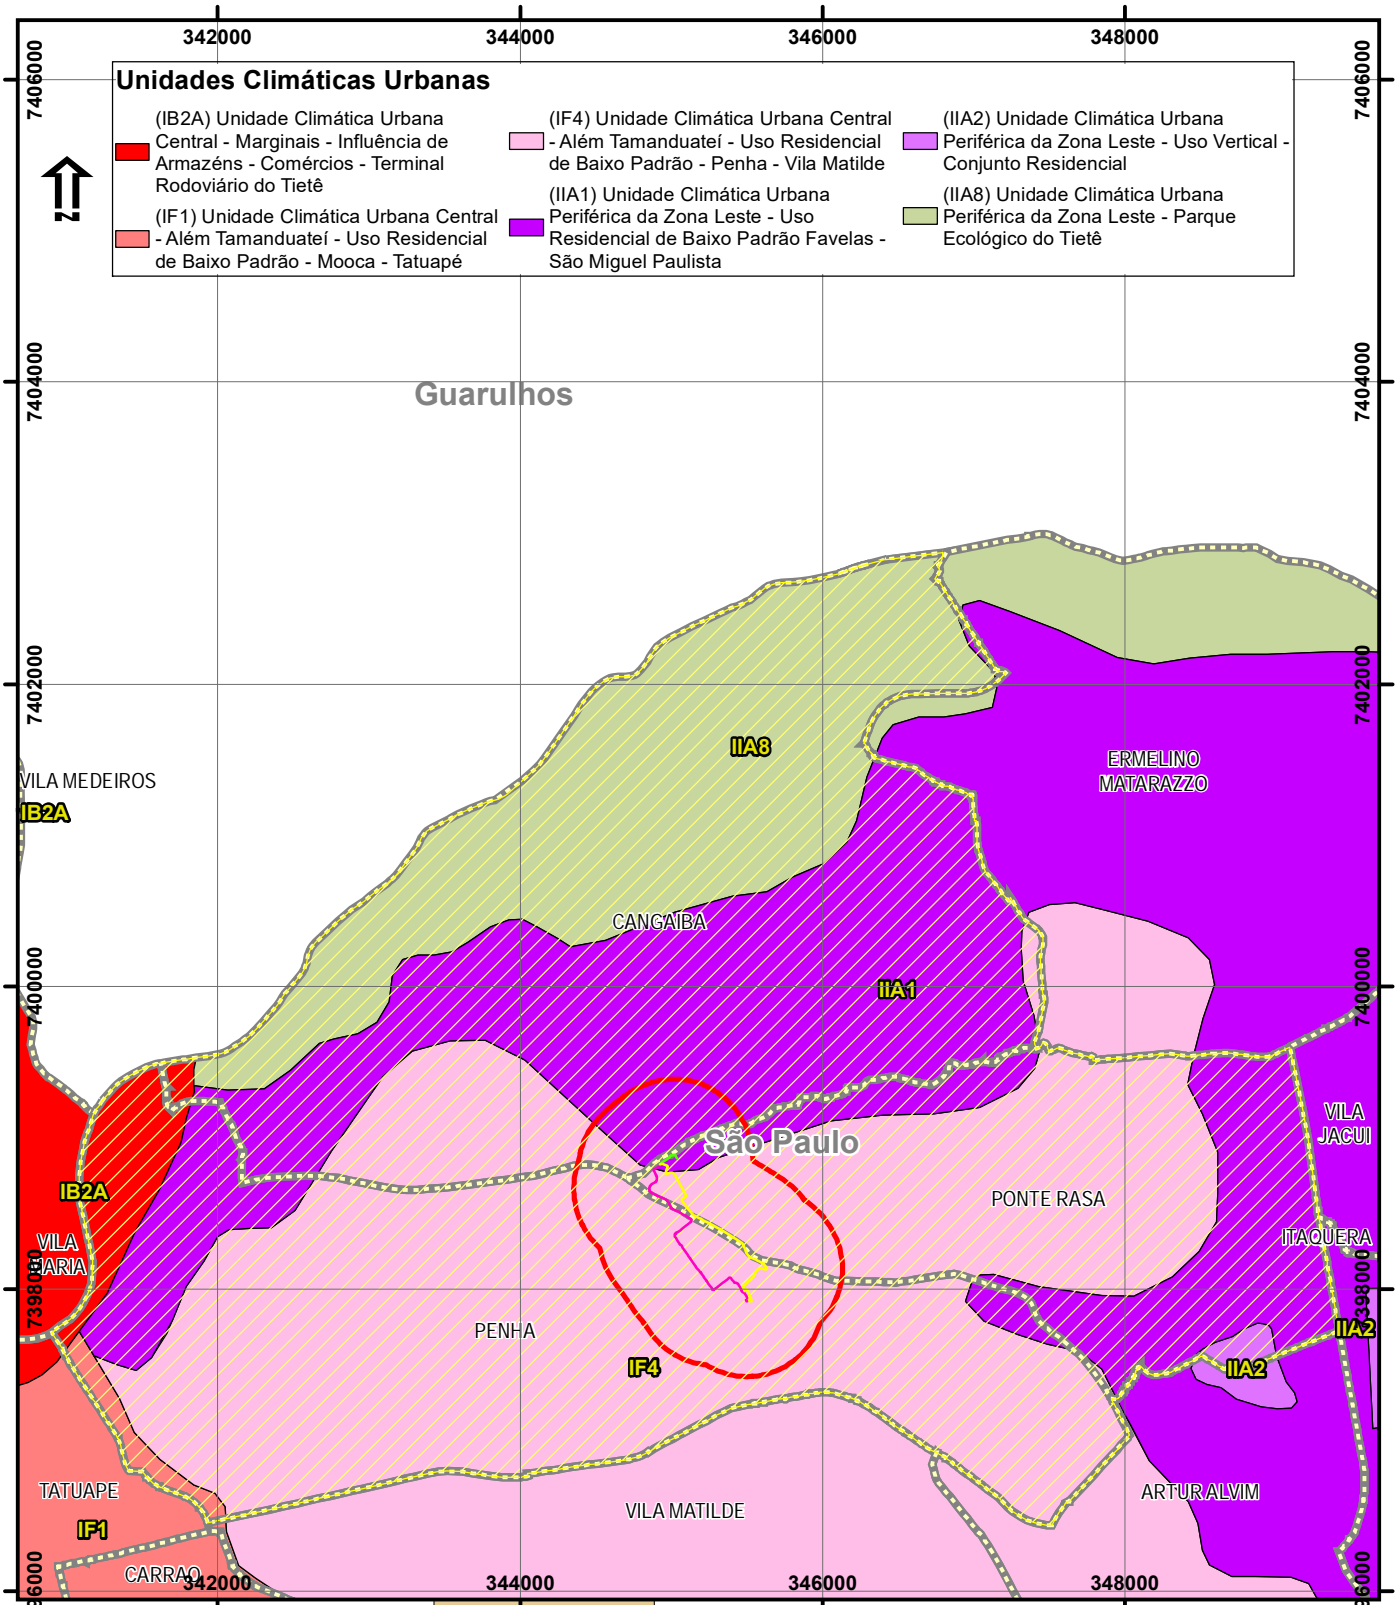 342000
344000
346000
348000
7406000
7406000
Unidades Climáticas Urbanas
(IB2A) Unidade Climática Urbana
Central - Marginais - Influência de
Armazéns - Comércios - Terminal
Rodoviário do Tietê
(IF1) Unidade Climática Urbana Central
- Além Tamanduateí - Uso Residencial
de Baixo Padrão - Mooca - Tatuapé
(IF4) Unidade Climática Urbana Central
- Além Tamanduateí - Uso Residencial
de Baixo Padrão - Penha - Vila Matilde
(IIA1) Unidade Climática Urbana
Periférica da Zona Leste - Uso
Residencial de Baixo Padrão Favelas -
São Miguel Paulista
(IIA2) Unidade Climática Urbana
Periférica da Zona Leste - Uso Vertical -
Conjunto Residencial
(IIA8) Unidade Climática Urbana
Periférica da Zona Leste - Parque
Ecológico do Tietê
N
7404000
Guarulhos
7404000
7402000
7402000
IIA8
ERMELINO
MATARAZZO
VILA MEDEIROS
IB2A
CANGAIBA
IIA1
7400000
7400000
VILA
JACUI
São Paulo
IB2A
PONTE RASA
ITAQUERA
VILA
MARIA
7398000
7398000
PENHA
IIA2
IF4
IIA2
TATUAPE
IF1
VILA MATILDE
ARTUR ALVIM
CARRAO
342000
344000
346000
348000
96000
96000